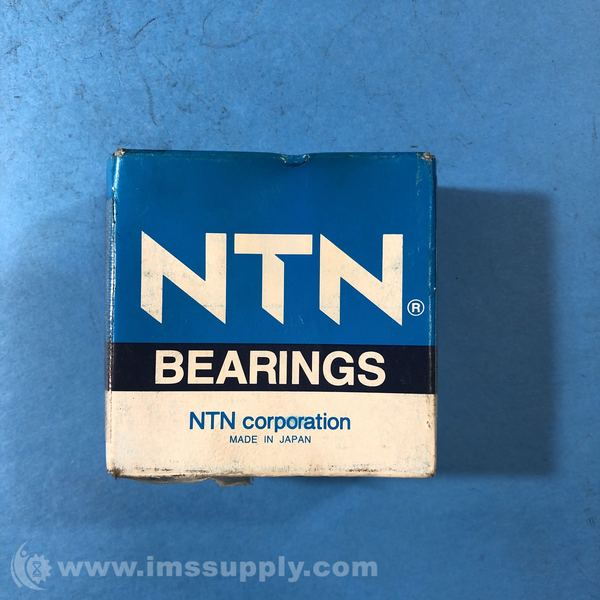 NTN®
BEARINGS
NTN corporation
MADE IN JAPAN
www.imssupply.com